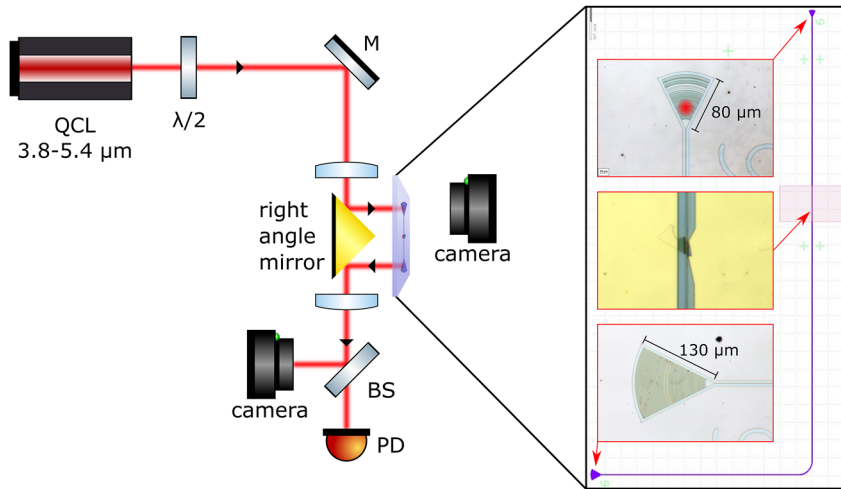 QCL
3.8-5.4 μm
λ/2
M
right
angle
mirror
camera
camera
BS
PD
80 μm
130 μm